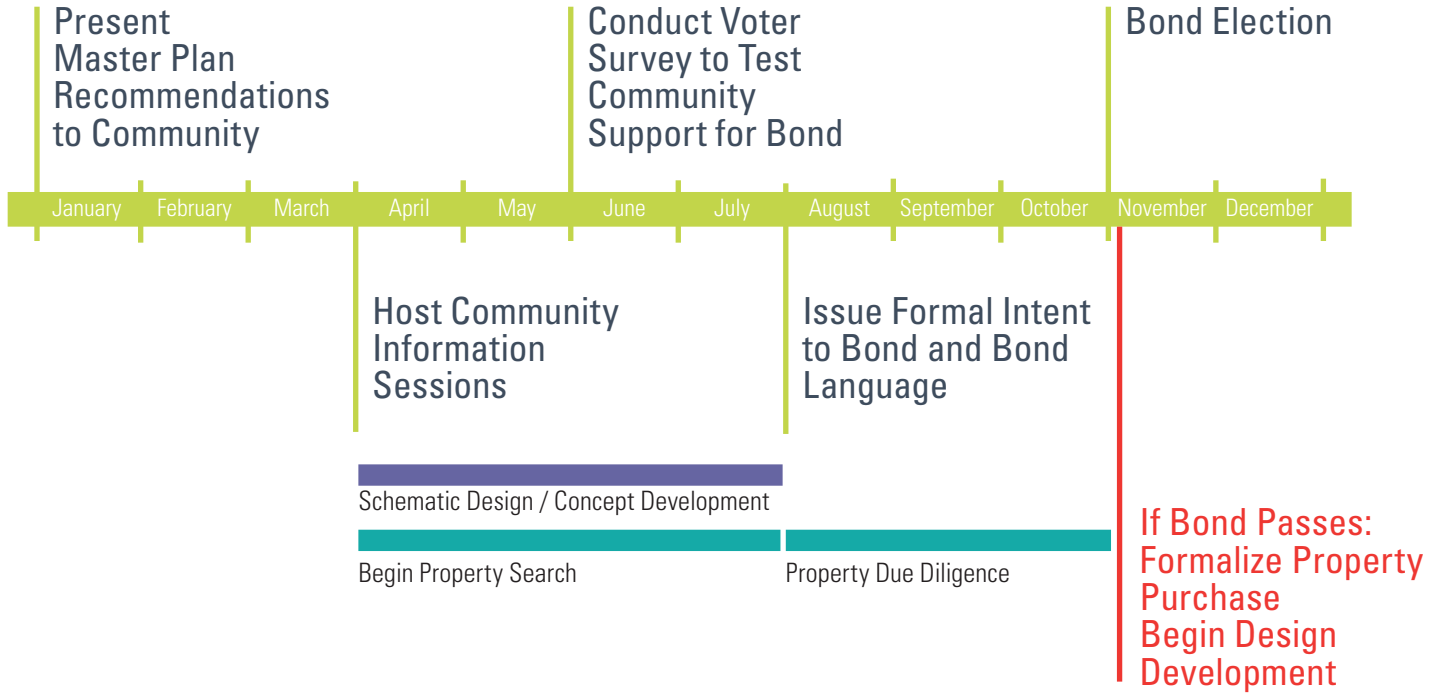 Present
Master Plan
Recommendations
to Community
Conduct Voter
Survey to Test
Community
Support for Bond
Bond Election
January February March April May June July August September October November December
Host Community
Information
Sessions
Issue Formal Intent
to Bond and Bond
Language
Schematic Design / Concept Development
Begin Property Search
Property Due Diligence
If Bond Passes:
Formalize Property
Purchase
Begin Design
Development